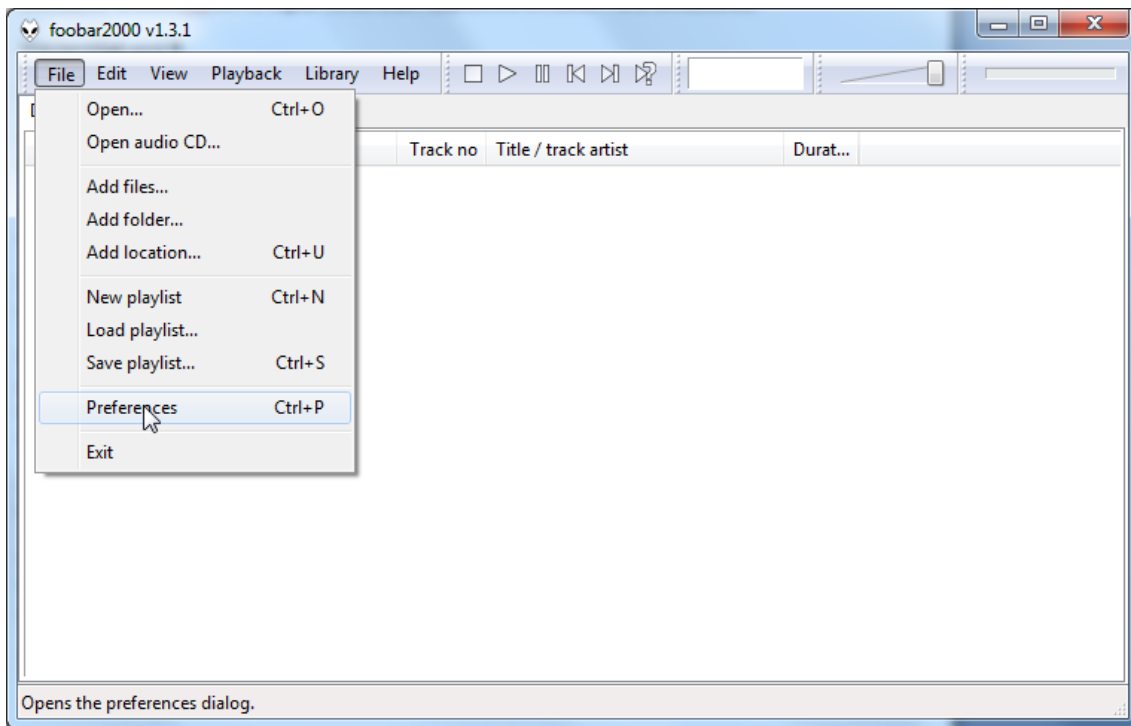 foobar2000 v1.3.1
File Edit View Playback Library Help
Track no Title / track artist Durat...
Open... Ctrl+O
Open audio CD...
Add files...
Add folder...
Add location... Ctrl+U
New playlist Ctrl+N
Load playlist...
Save playlist... Ctrl+S
Preferences Ctrl+P
Exit
Opens the preferences dialog.